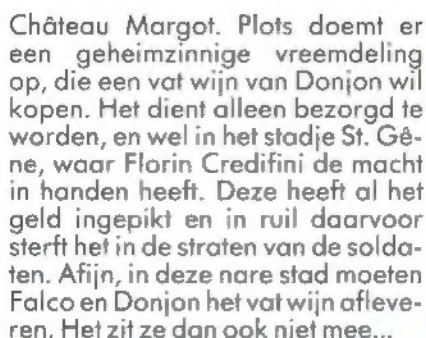 Château Margot. Plots doemt er
een geheimzinnige vreemdeling
op, die een vat wijn van Donjon wil
kopen. Het dient alleen bezorgd te
worden, en wel in het stadje St. Gê-
ne, waar Florin Credifini de macht
in handen heeft. Deze heeft al het
geld ingepikt en in ruil daarvoor
sterft het in de straten van de solda-
ten. Afijn, in deze nare stad moeten
Falco en Donjon het vat wijn afleve-
ren. Het zit ze dan ook niet mee...